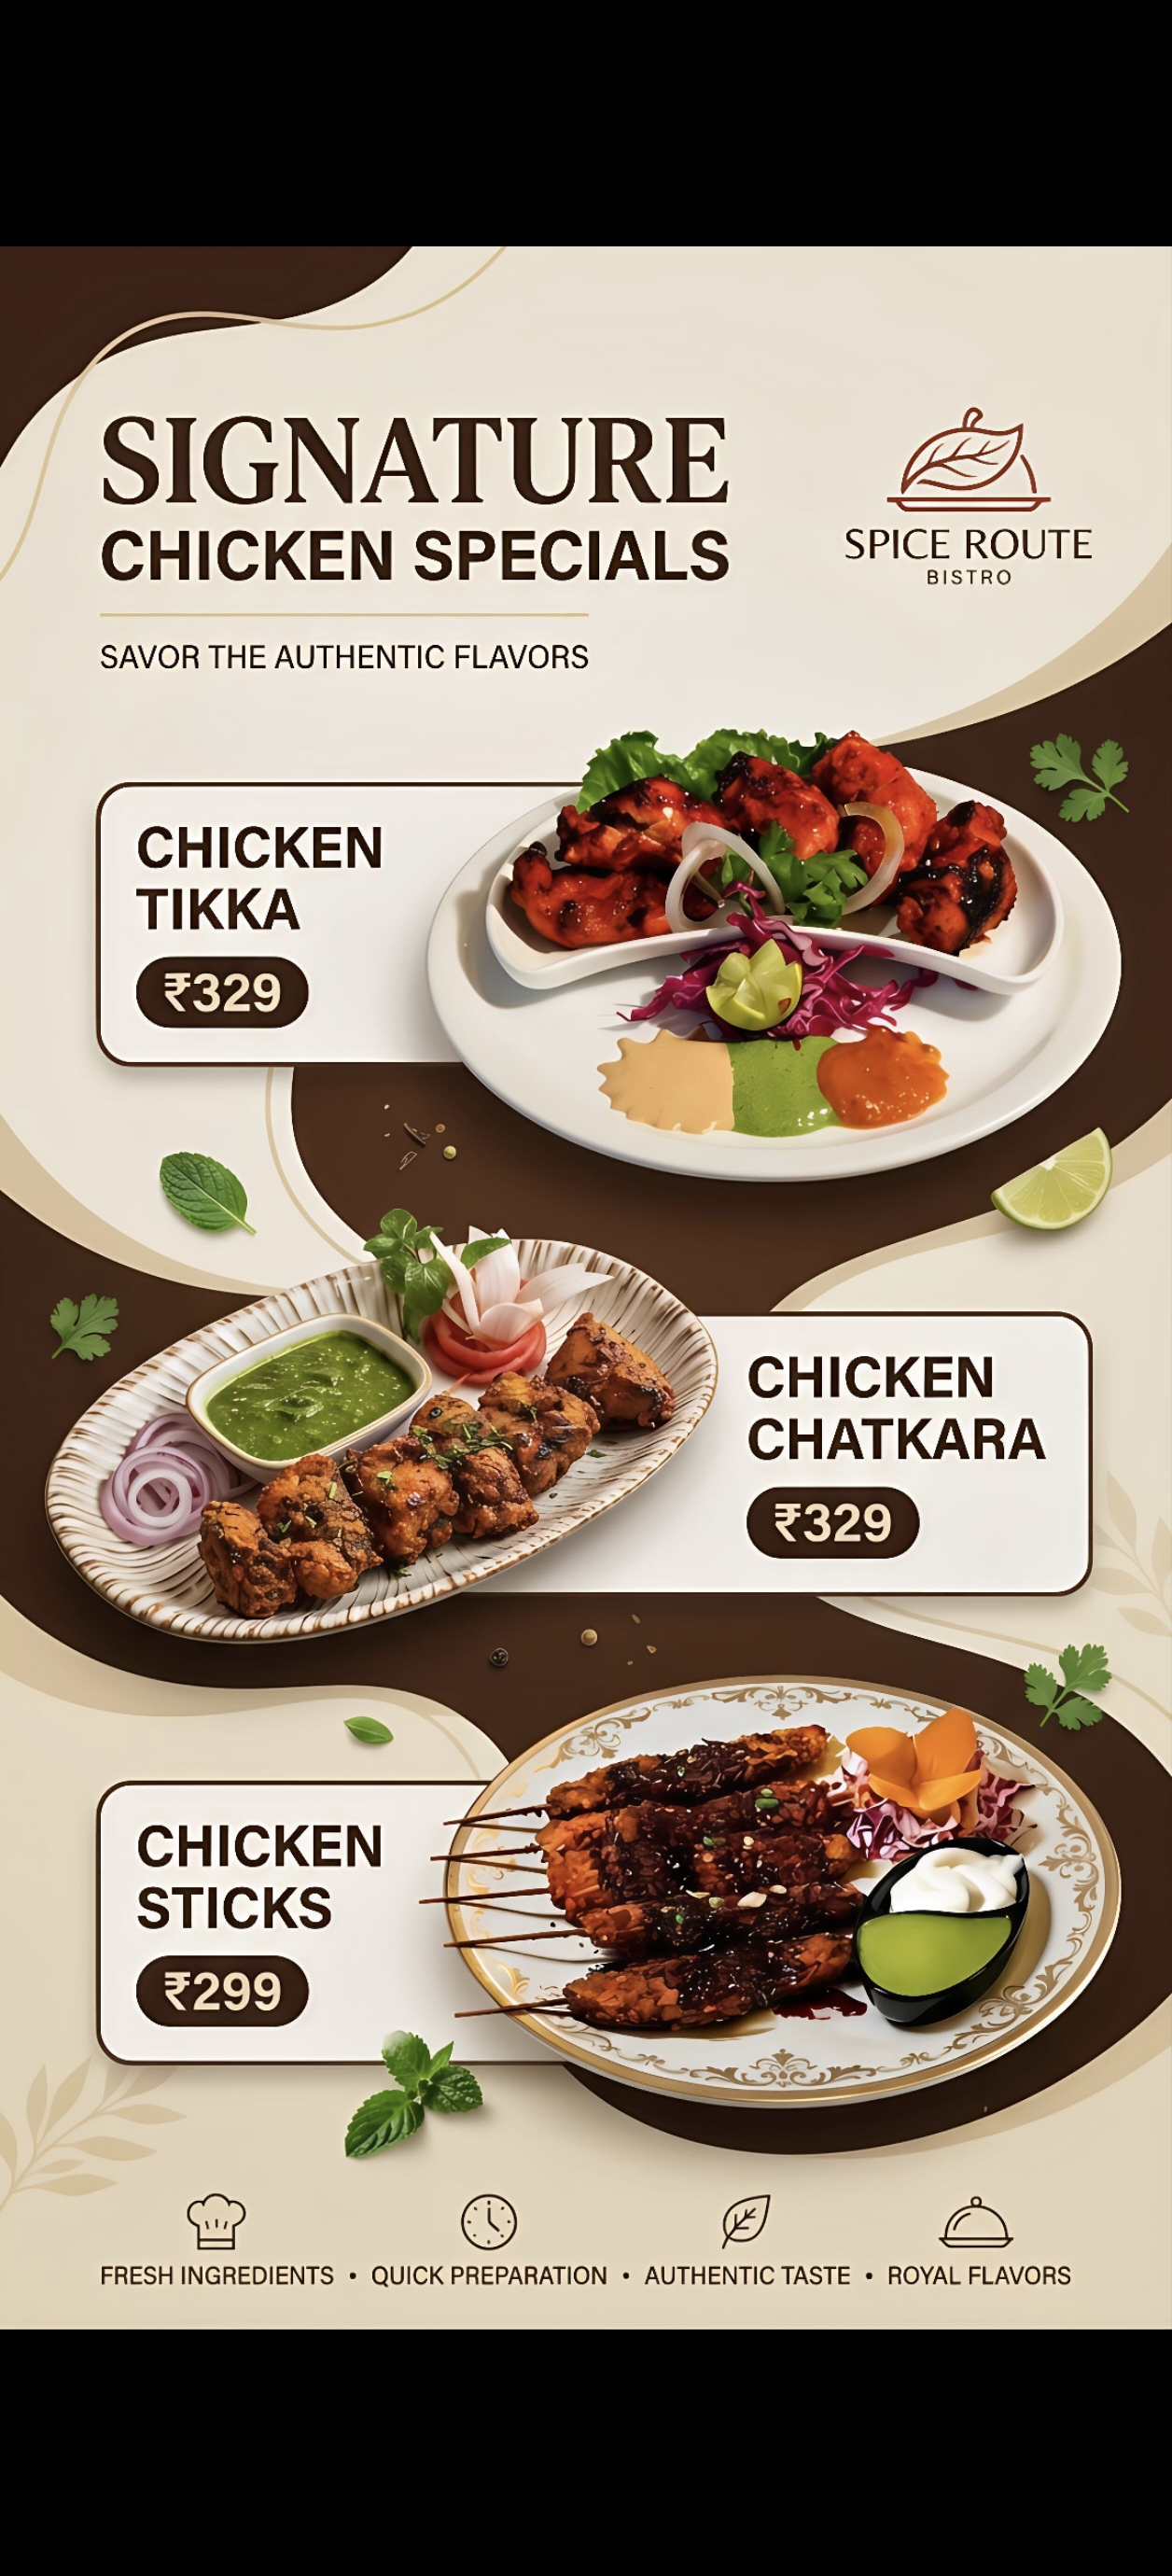 SIGNATURE
CHICKEN SPECIALS
SAVOR THE AUTHENTIC FLAVORS
SPICE ROUTE
BISTRO
CHICKEN
TIKKA
₹329
CHICKEN
CHATKARA
₹329
CHICKEN
STICKS
₹299
FRESH INGREDIENTS • QUICK PREPARATION • AUTHENTIC TASTE • ROYAL FLAVORS